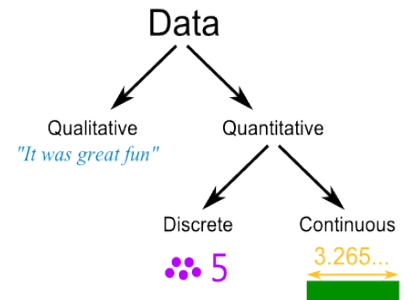 Data
Qualitative
Quantitative
"It was great fun"
Discrete
Continuous
5
3.265...